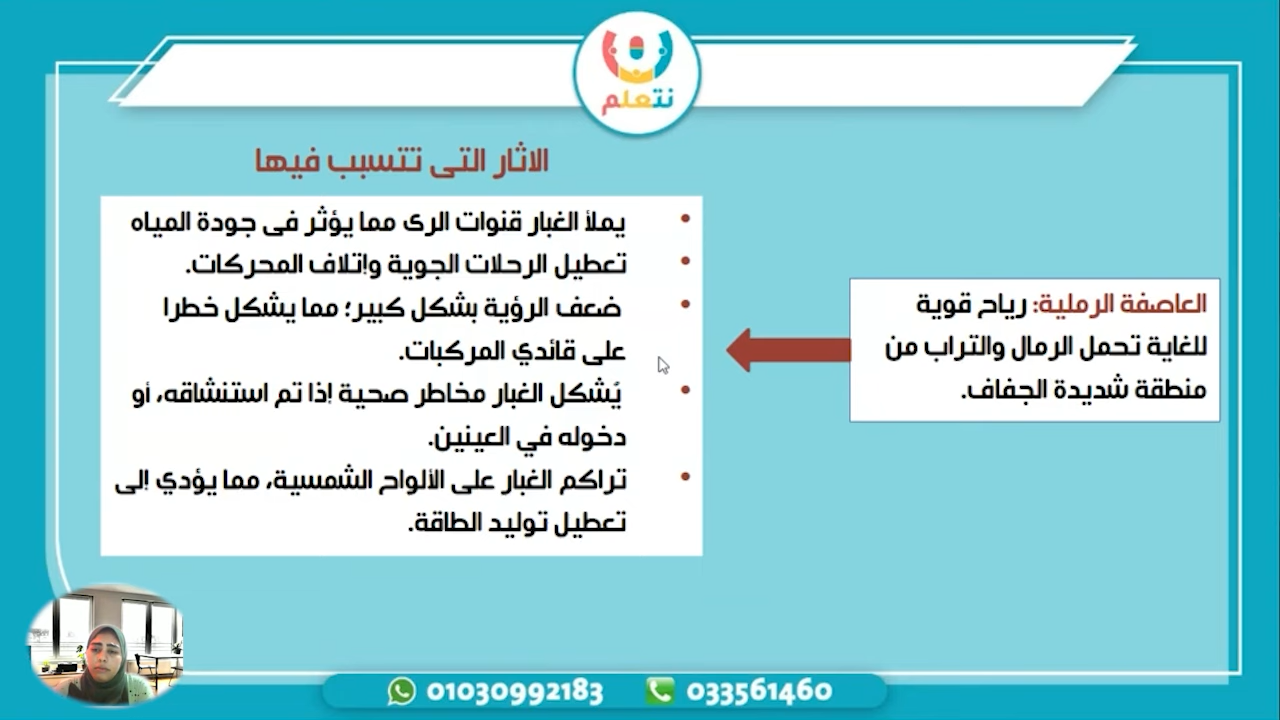 نتعلم
الاثار التى تتسبب فيها
العاصفة الرملية: رياح قوية
للغاية تحمل الرمال والتراب من
منطقة شديدة الجفاف.
• يملأ الغبار قنوات الرى مما يؤثر فى جودة المياه
• تعطيل الرحلات الجوية وإتلاف المحركات.
• ضعف الرؤية بشكل كبير؛ مما يشكل خطرا
على قائدي المركبات.
• يُشكل الغبار مخاطر صحية إذا تم استنشاقه، أو
دخوله في العينين.
• تراكم الغبار على الألواح الشمسية، مما يؤدي إلى
تعطيل توليد الطاقة.
01030992183 033561460